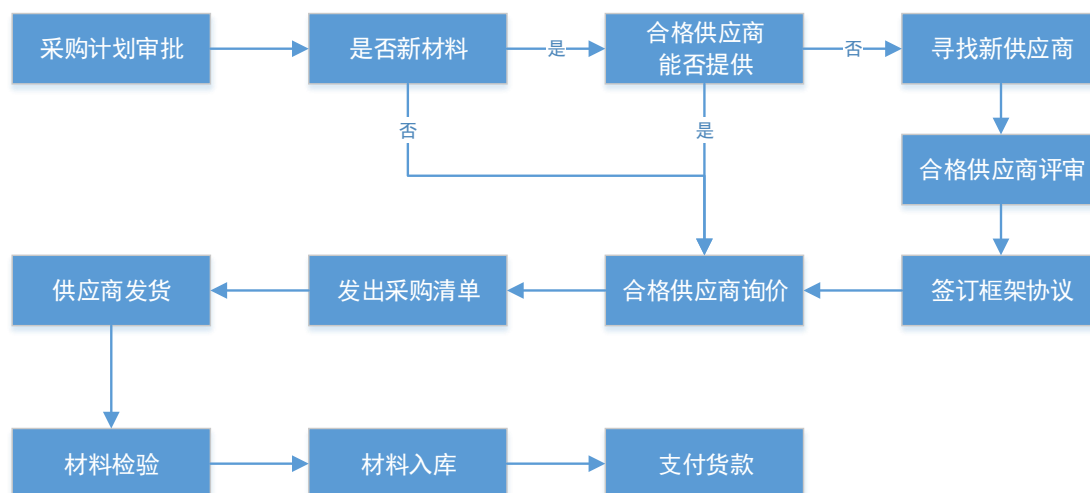 采购计划审批
是否新材料
是
合格供应商
能否提供
否
寻找新供应商
否
是
合格供应商评审
供应商发货
发出采购清单
合格供应商询价
签订框架协议
材料检验
材料入库
支付货款